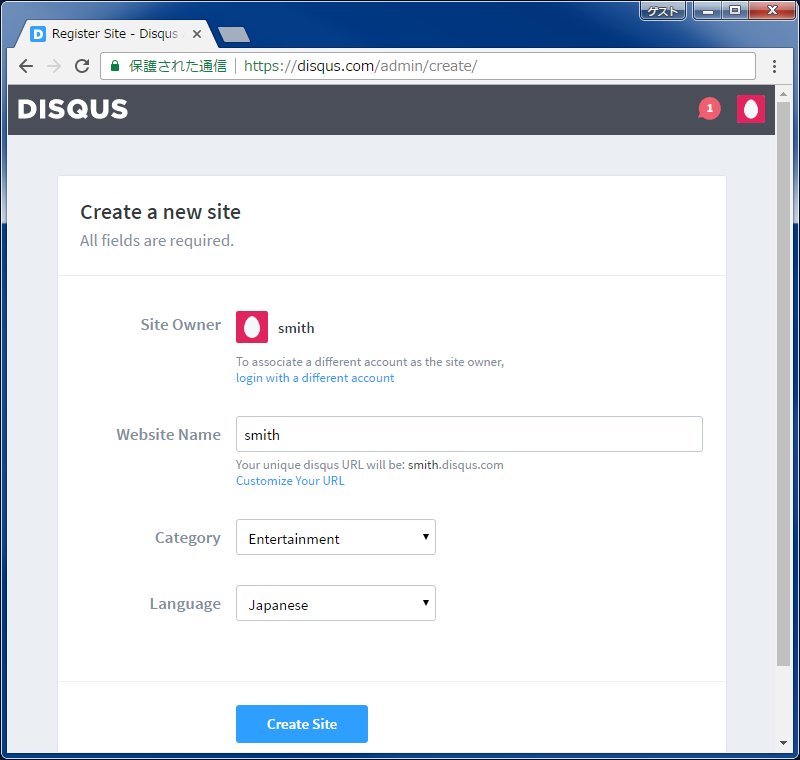 ゲスト
Register Site - Disqus
保護された通信 https://disqus.com/admin/create/
DISQUS
1
Create a new site
All fields are required.
Site Owner
smith
To associate a different account as the site owner,
login with a different account
Website Name
smith
Your unique disqus URL will be: smith.disqus.com
Customize Your URL
Category
Entertainment
Language
Japanese
Create Site